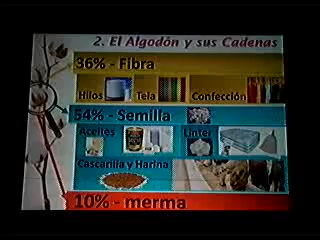 2. El Algodón y sus Cadenas
36% - Fibra
Hilos
Tela
Confección
54% - Semilla
Aceites
Linter
Cascarilla y Harina
10% - merma